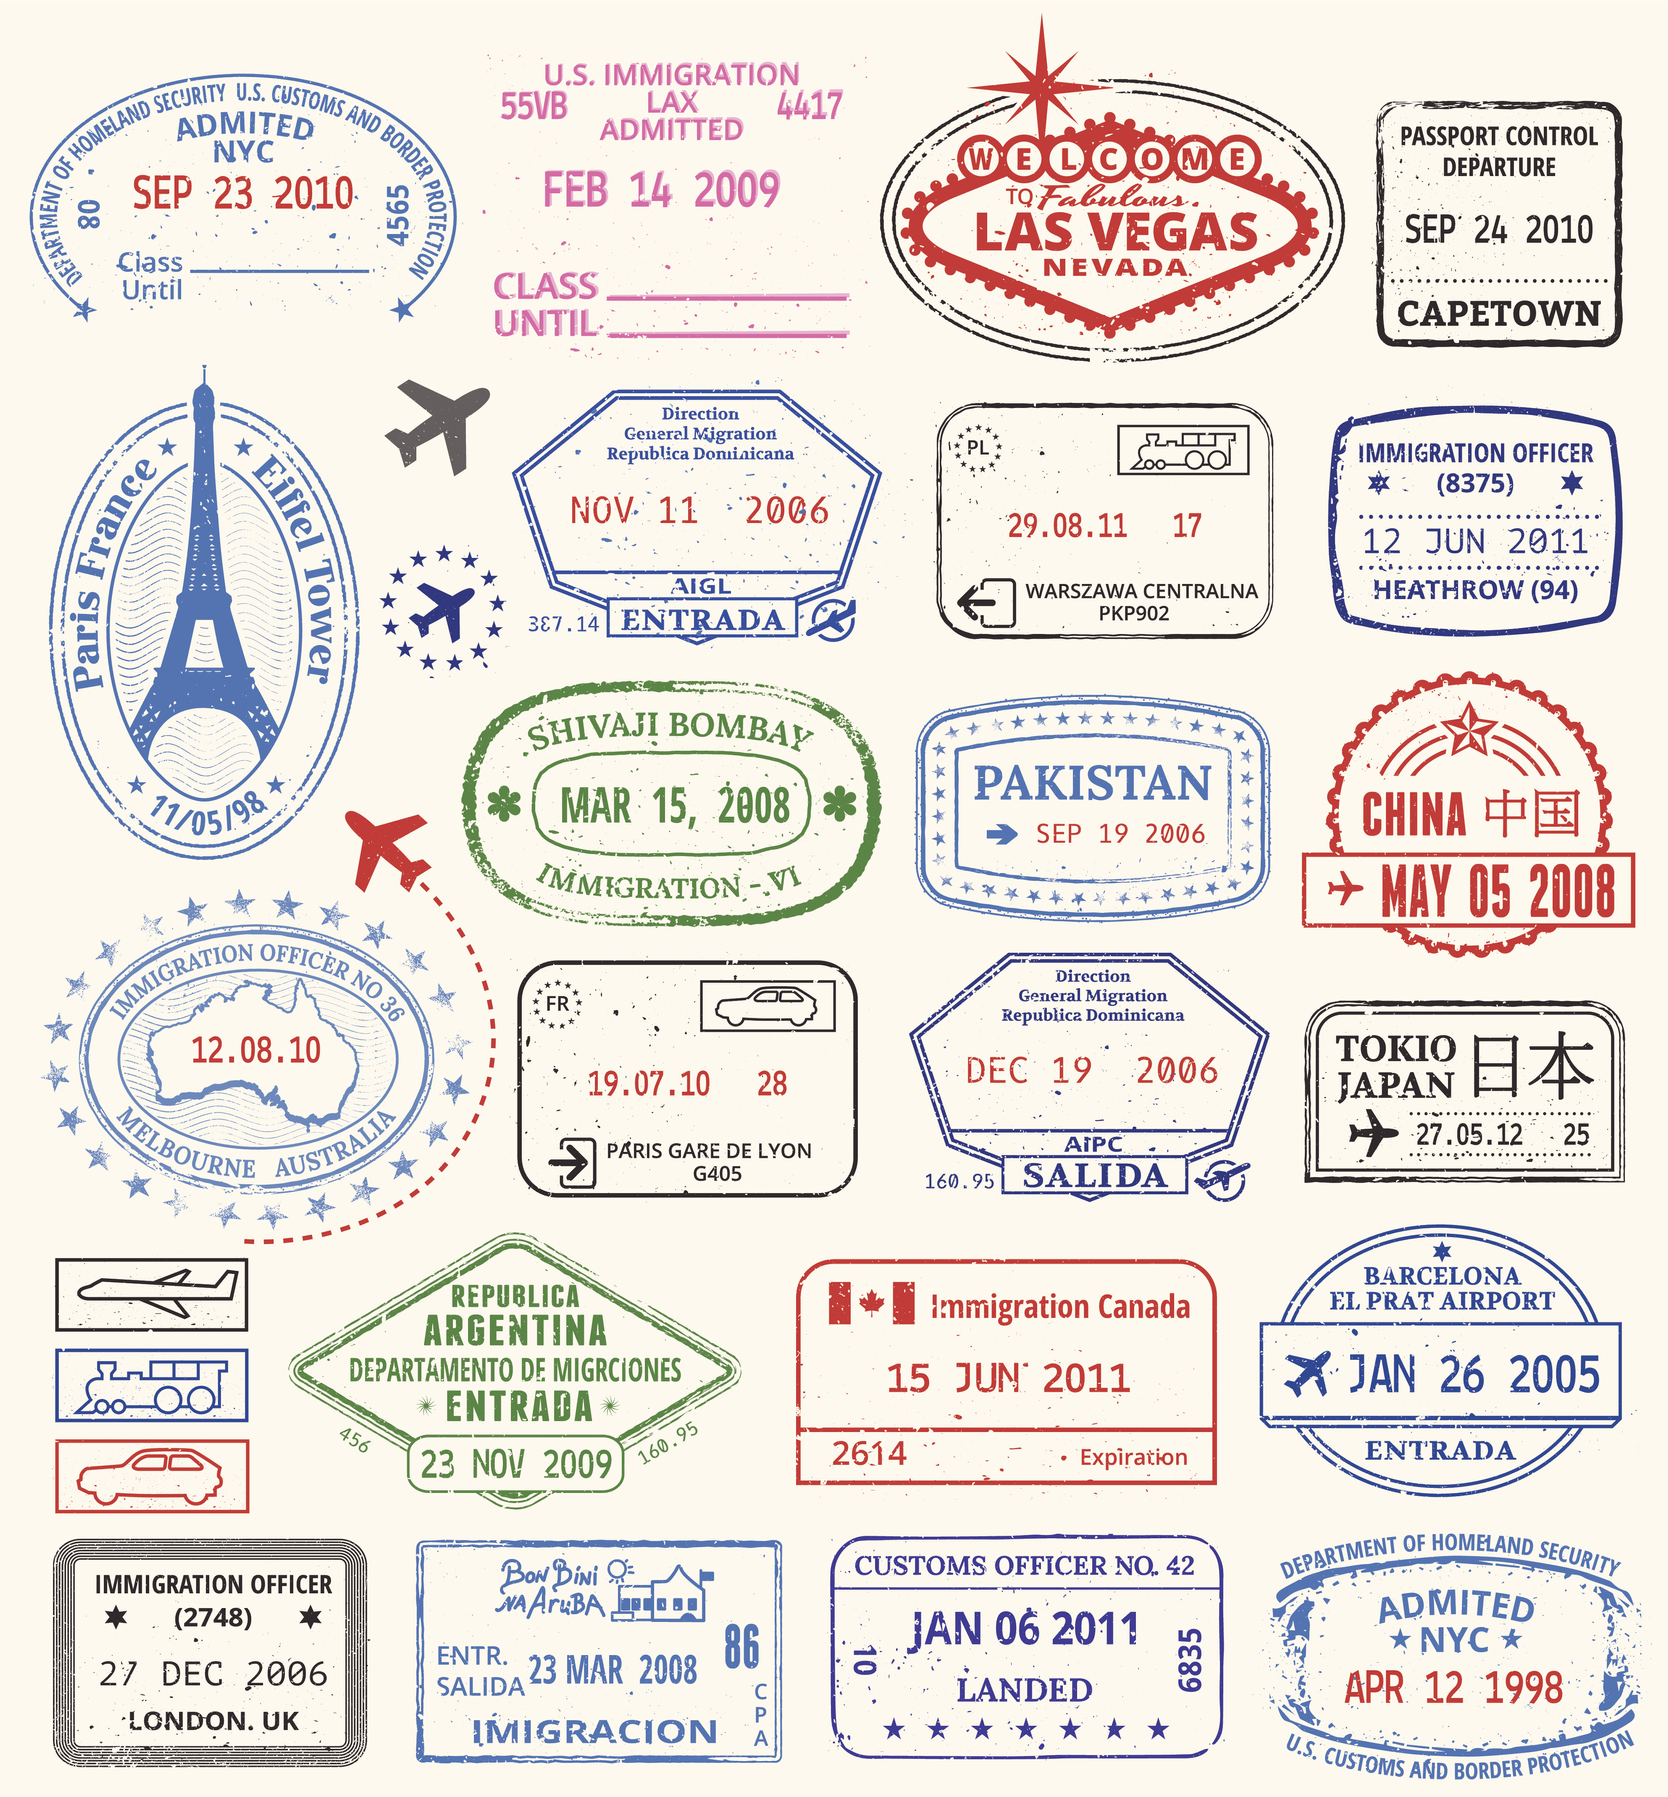 DEPARTMENT OF HOMELAND SECURITY U.S. CUSTOMS AND BORDER PROTECTION
ADMITED
NYC
SEP 23 2010
80
4565
Class
Until
U.S. IMMIGRATION
55VB LAX 4417
ADMITTED
FEB 14 2009
CLASS
UNTIL
WELCOME
TO Fabulous
LAS VEGAS
NEVADA
PASSPORT CONTROL
DEPARTURE
SEP 24 2010
CAPETOWN
Paris France
Eiffel Tower
11/05/98
Direction
General Migration
Republica Dominicana
NOV 11 2006
AIGL
387.14 ENTRADA
PL
29.08.11 17
WARSZAWA CENTRALNA
PKP902
IMMIGRATION OFFICER
(8375)
12 JUN 2011
HEATHROW (94)
SHIVAJI BOMBAY
MAR 15, 2008
IMMIGRATION - VI
PAKISTAN
SEP 19 2006
CHINA 中国
MAY 05 2008
IMMIGRATION OFFICER NO 36
12.08.10
MELBOURNE AUSTRALIA
FR
19.07.10 28
PARIS GARE DE LYON
G405
Direction
General Migration
Republica Dominicana
DEC 19 2006
AIPC
160.95 SALIDA
TOKIO
JAPAN
日本
27.05.12 25
REPUBLICA
ARGENTINA
DEPARTAMENTO DE MIGRCIONES
ENTRADA
456
23 NOV 2009
160.95
Immigration Canada
15 JUN 2011
2614 Expiration
BARCELONA
EL PRAT AIRPORT
JAN 26 2005
ENTRADA
IMMIGRATION OFFICER
(2748)
27 DEC 2006
LONDON. UK
BON BINI
NA ARUBA
86
ENTR.
SALIDA
23 MAR 2008
CPA
IMIGRACION
CUSTOMS OFFICER NO. 42
JAN 06 2011
10
6835
LANDED
DEPARTMENT OF HOMELAND SECURITY
ADMITED
NYC
APR 12 1998
U.S. CUSTOMS AND BORDER PROTECTION